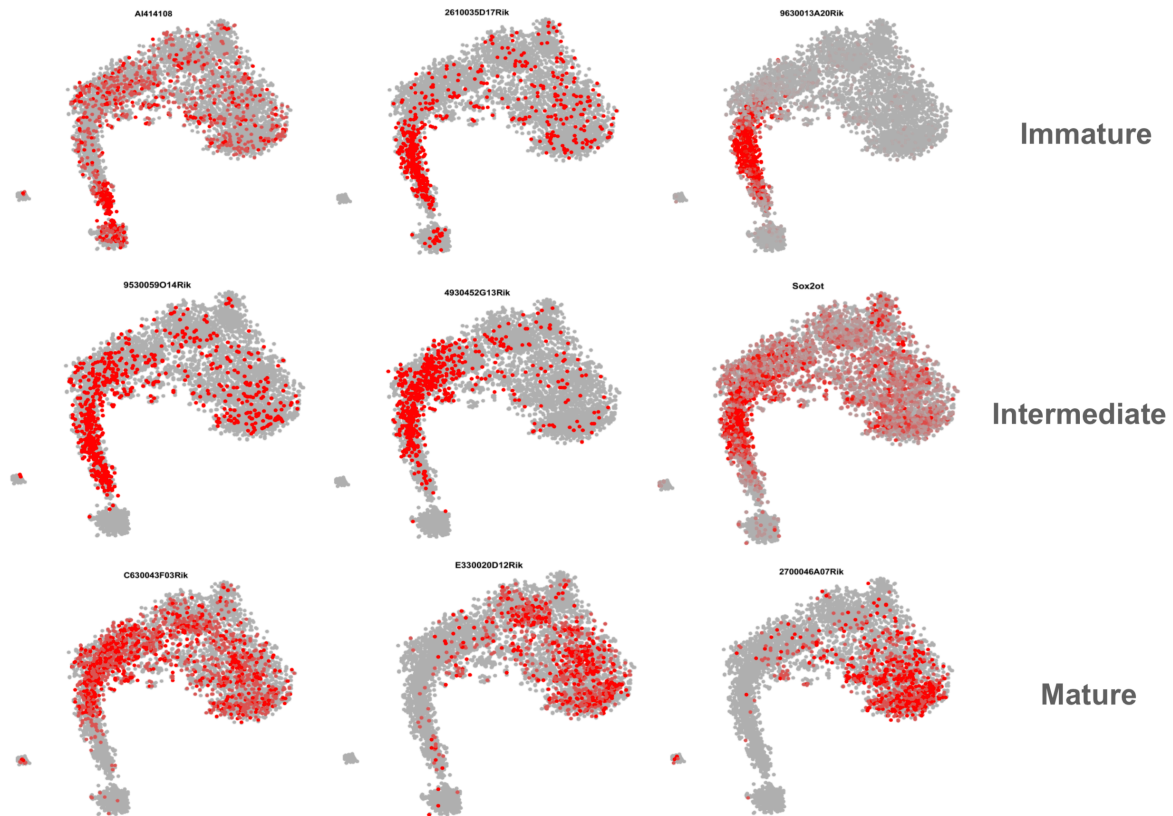 AI414108
2610035D17Rik
9630013A20Rik
Immature
9530059O14Rik
4930452G13Rik
Sox2ot
Intermediate
C630043F03Rik
E330020D12Rik
2700046A07Rik
Mature